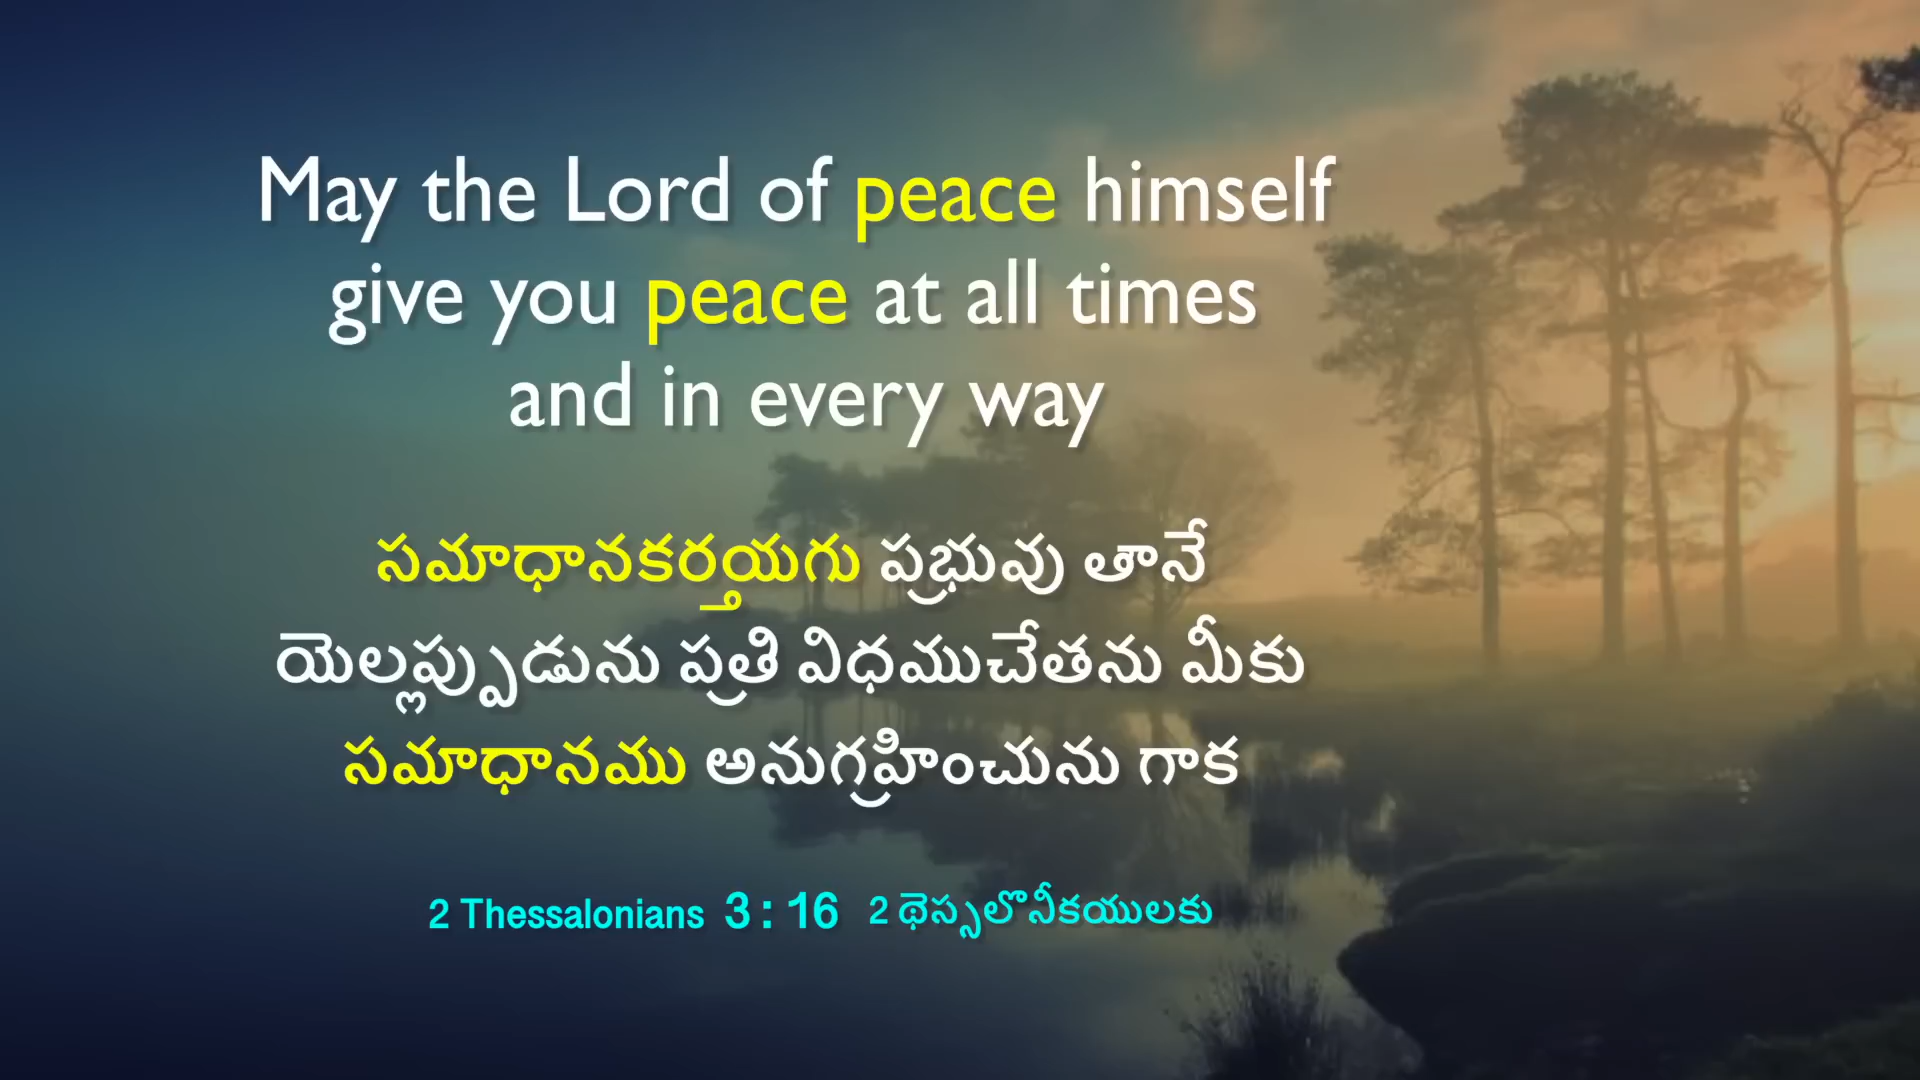 May the Lord of peace himself
give you peace at all times
and in every way
సమాధానకర్తయగు ప్రభువు తానే
యెల్లప్పుడును ప్రతి విధముచేతను మీకు
సమాధానము అనుగ్రహించును గాక
2 Thessalonians 3 : 16 2 థెస్సలొనీకయులకు